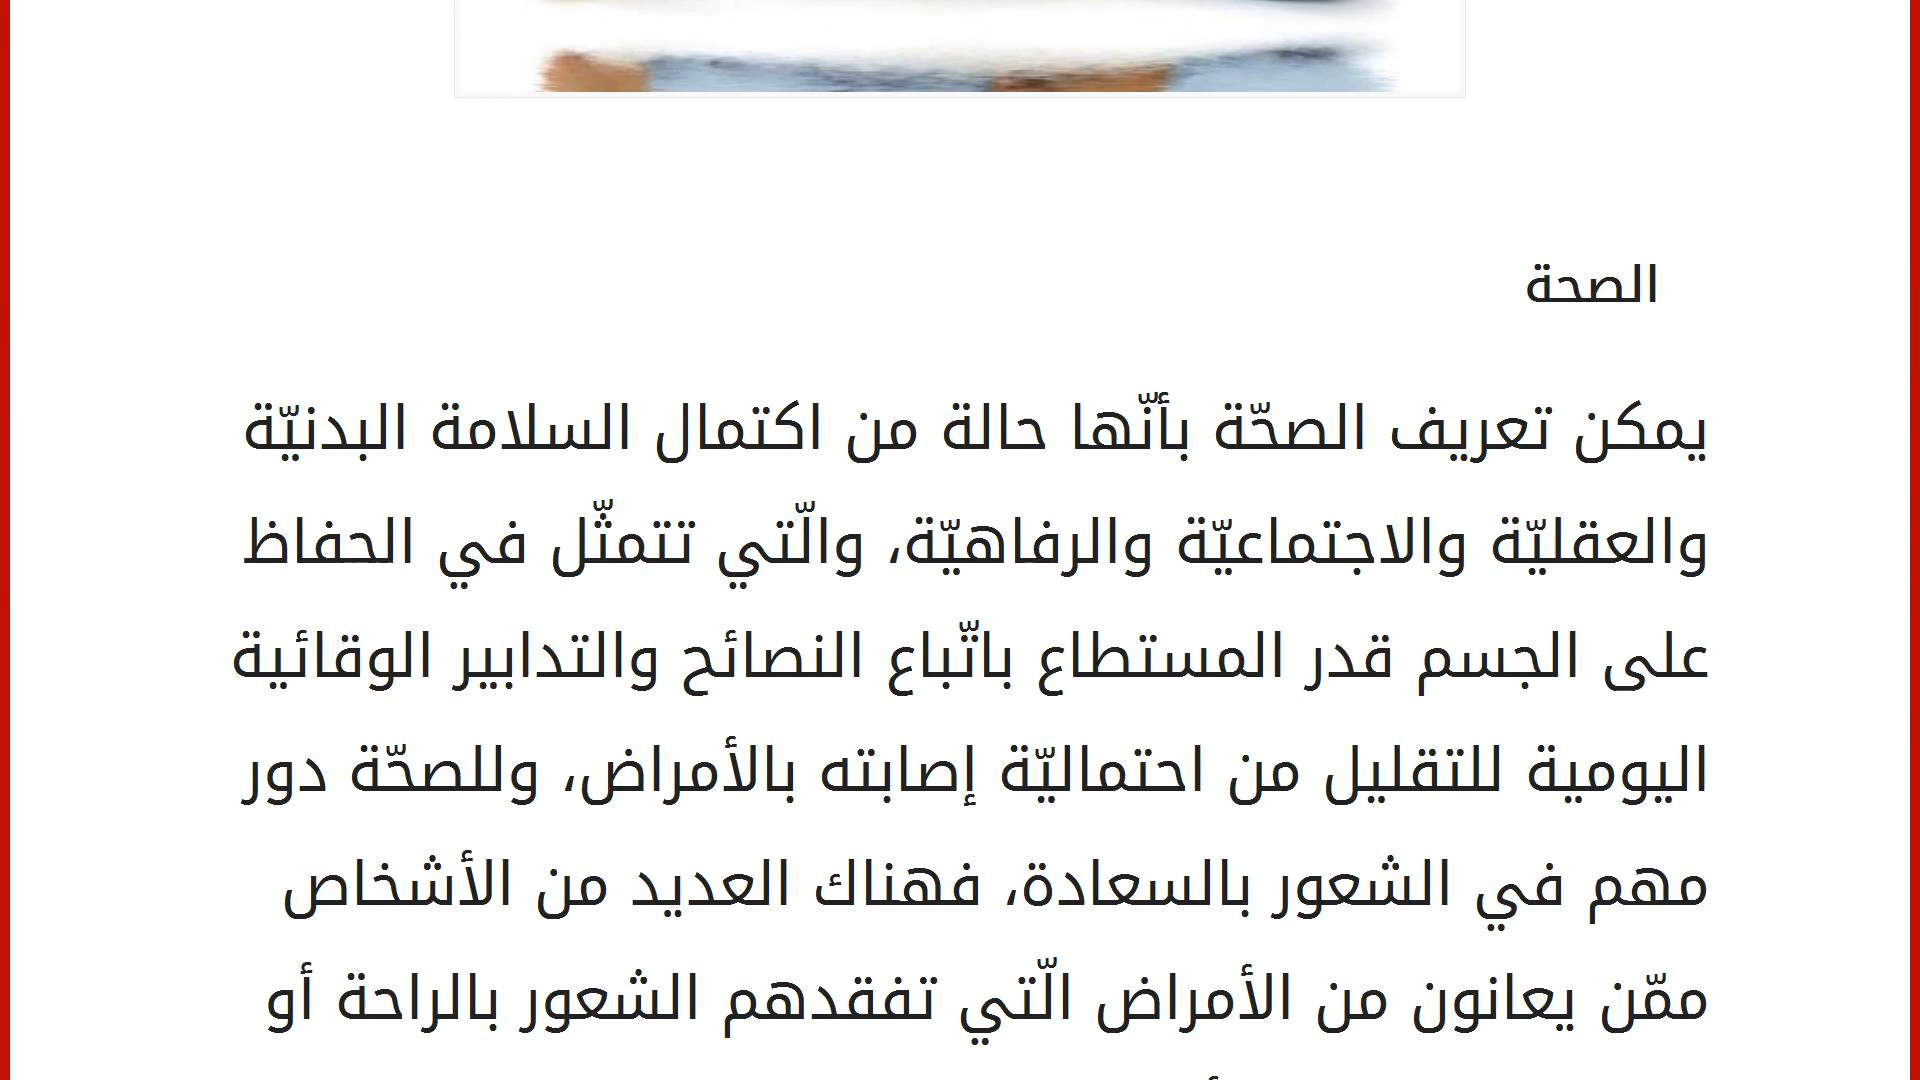 الصحة
يمكن تعريف الصحّة بأنّها حالة من اكتمال السلامة البدنيّة
والعقليّة والاجتماعيّة والرفاهيّة، والّتي تتمثّل في الحفاظ
على الجسم قدر المستطاع باتّباع النصائح والتدابير الوقائية
اليومية للتقليل من احتماليّة إصابته بالأمراض، وللصحّة دور
مهم في الشعور بالسعادة، فهناك العديد من الأشخاص
ممّن يعانون من الأمراض الّتي تفقدهم الشعور بالراحة أو